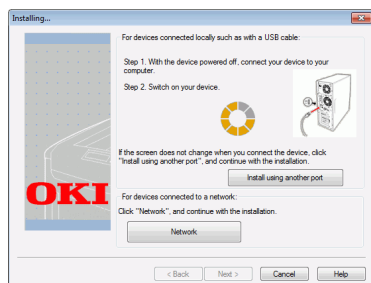 Installing...
For devices connected locally such as with a USB cable:
Step 1. With the device powered off, connect your device to your
computer.
Step 2. Switch on your device.
If the screen does not change when you connect the device, click
"Install using another port", and continue with the installation.
Install using another port
OKI
For devices connected to a network:
Click "Network", and continue with the installation.
Network
< Back
Next >
Cancel
Help